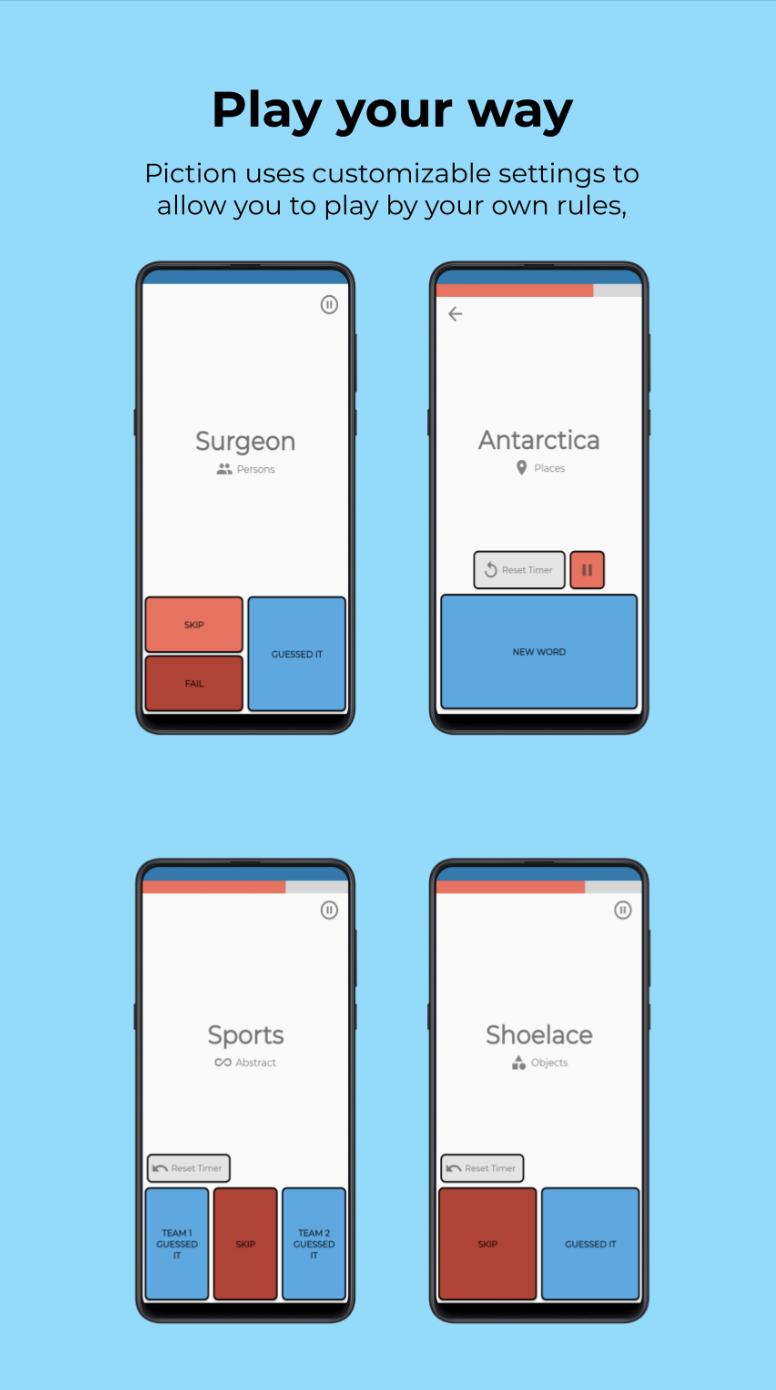 Play your way
Piction uses customizable settings to
allow you to play by your own rules,
Surgeon
Persons
SKIP
FAIL
GUESSED IT
Antarctica
Places
Reset Timer
NEW WORD
Sports
Abstract
Reset Timer
TEAM 1
GUESSED
IT
SKIP
TEAM 2
GUESSED
IT
Shoelace
Objects
Reset Timer
SKIP
GUESSED IT